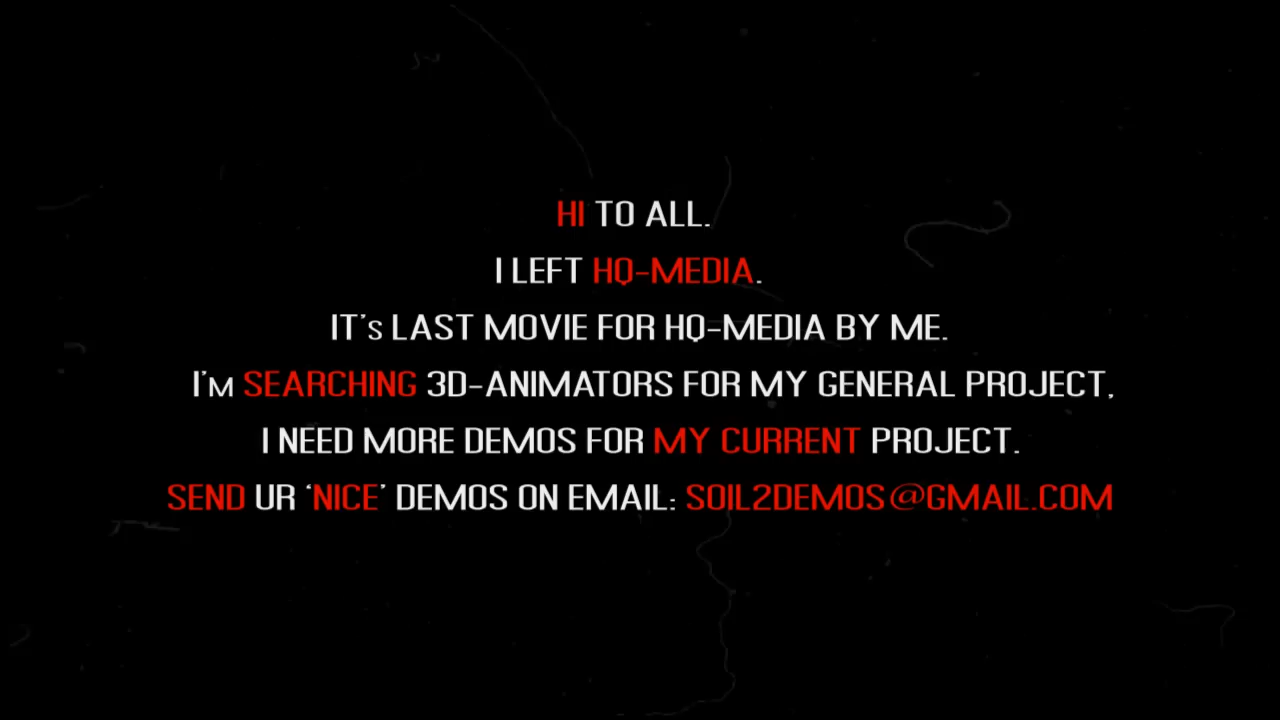 HI TO ALL.
I LEFT HQ-MEDIA.
IT's LAST MOVIE FOR HQ-MEDIA BY ME.
I'M SEARCHING 3D-ANIMATORS FOR MY GENERAL PROJECT,
I NEED MORE DEMOS FOR MY CURRENT PROJECT.
SEND UR 'NICE' DEMOS ON EMAIL: SOIL2DEMOS@GMAIL.COM